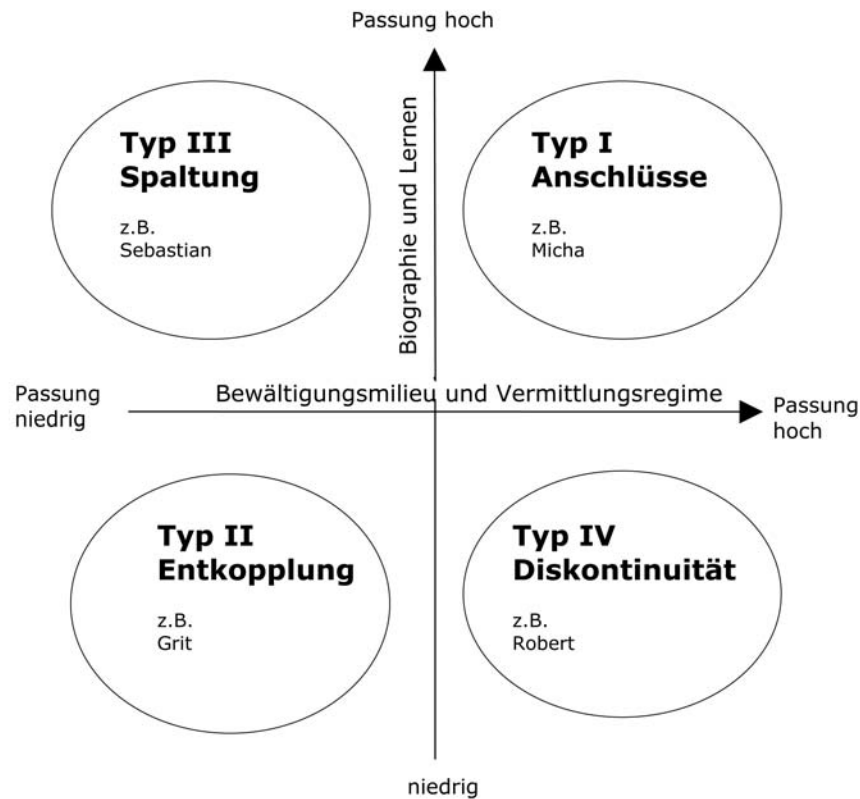 Passung hoch
Biographie und Lernen
Typ III
Spaltung
z.B.
Sebastian
Typ I
Anschlüsse
z.B.
Micha
Passung
niedrig
Bewältigungsmilieu und Vermittlungsregime
Passung
hoch
Typ II
Entkopplung
z.B.
Grit
Typ IV
Diskontinuität
z.B.
Robert
niedrig